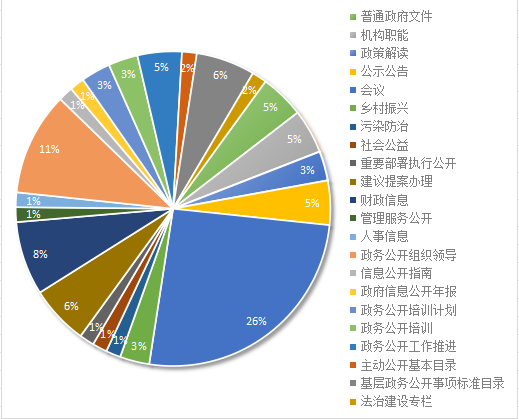 普通政府文件
机构职能
政策解读
公示公告
会议
乡村振兴
污染防治
社会公益
重要部署执行公开
建议提案办理
财政信息
管理服务公开
人事信息
政务公开组织领导
信息公开指南
政府信息公开年报
政务公开培训计划
政务公开培训
政务公开工作推进
主动公开基本目录
基层政务公开事项标准目录
法治建设专栏
5%
5%
3%
5%
26%
3%
1%
1%
1%
6%
8%
1%
1%
11%
1%
1%
3%
3%
5%
2%
6%
2%